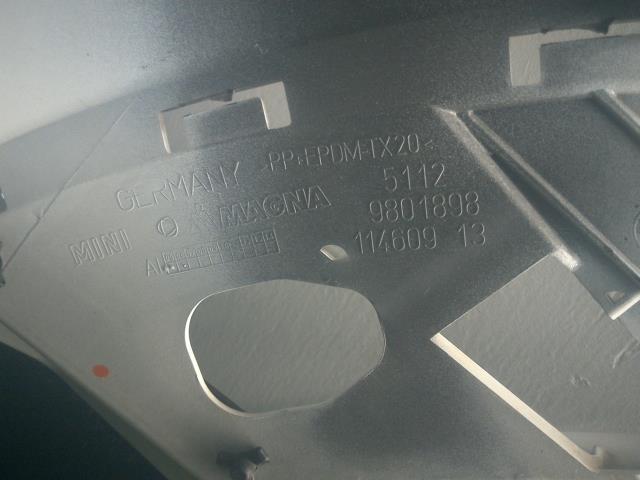 GERMANY >PP+EPDM-TX20<
5112
MAGNA
9801898
MINI
114609 13